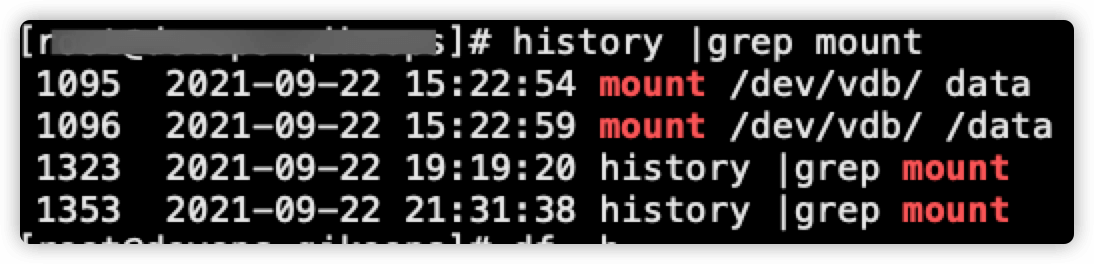 ]# history |grep mount
1095 2021-09-22 15:22:54 mount /dev/vdb/ data
1096 2021-09-22 15:22:59 mount /dev/vdb/ /data
1323 2021-09-22 19:19:20 history |grep mount
1353 2021-09-22 21:31:38 history |grep mount